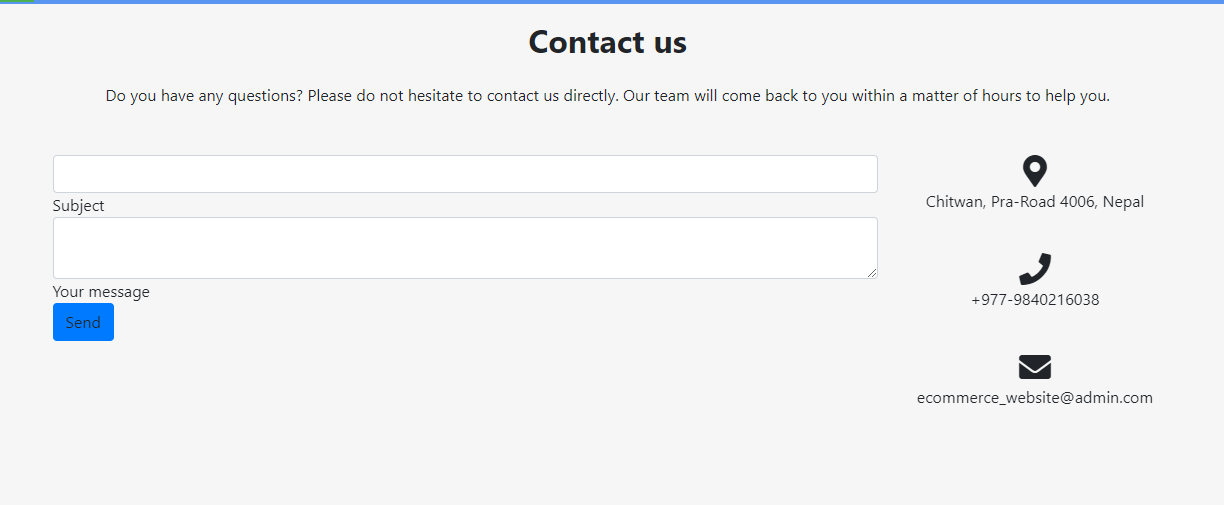 Contact us
Do you have any questions? Please do not hesitate to contact us directly. Our team will come back to you within a matter of hours to help you.
Subject
Your message
Send
Chitwan, Pra-Road 4006, Nepal
+977-9840216038
ecommerce_website@admin.com